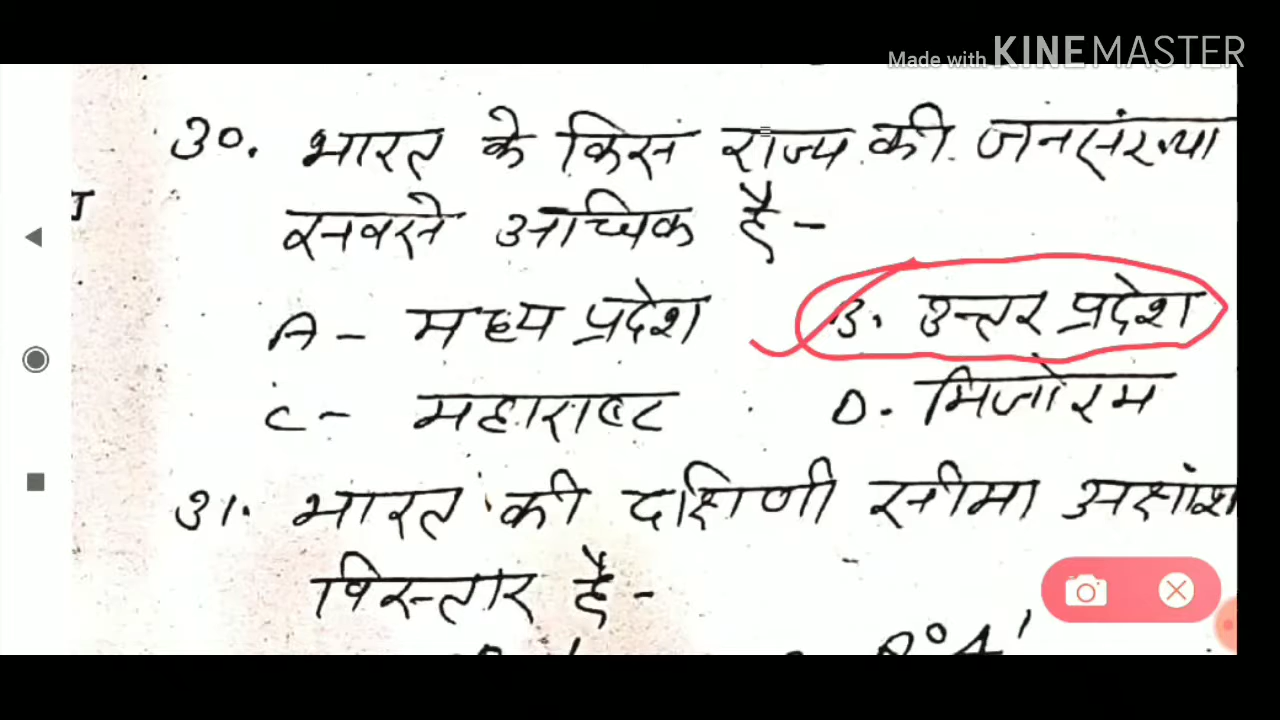 Made with KINEMASTER
30. भारत के किस राज्य की जनसंख्या
सबसे अधिक है-
A- मध्य प्रदेश B. उत्तर प्रदेश
C- महाराष्ट D. मिजोरम
31. भारत की दक्षिणी सीमा अक्षांश
विस्तार है-